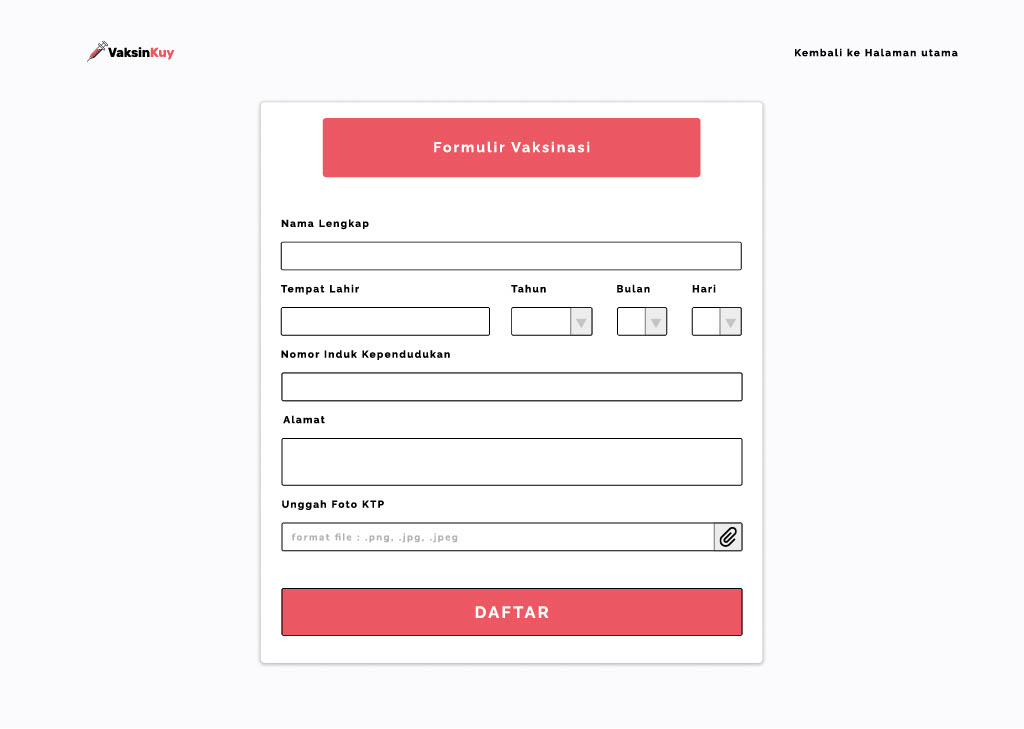 VaksinKuy
Kembali ke Halaman utama
Formulir Vaksinasi
Nama Lengkap
Tempat Lahir Tahun Bulan Hari
Nomor Induk Kependudukan
Alamat
Unggah Foto KTP
format file : .png, .jpg, .jpeg
DAFTAR